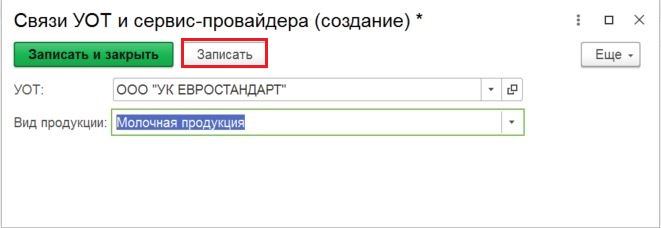 Связи УОТ и сервис-провайдера (создание) *
Записать и закрыть Записать Еще
УОТ: ООО "УК ЕВРОСТАНДАРТ"
Вид продукции: Молочная продукция